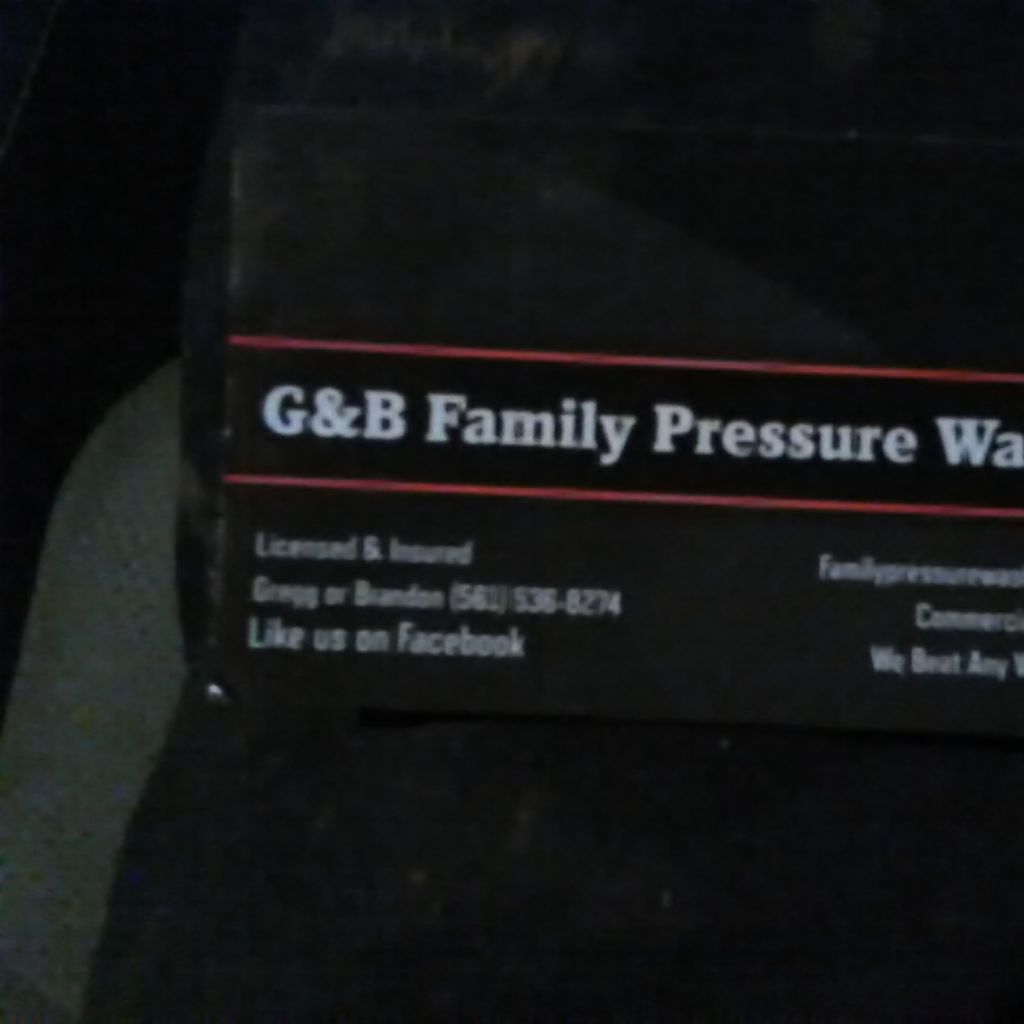 G&B Family Pressure Wa
Licensed & Insured
Gregg or Brandon (561) 536-8274
Like us on Facebook
Familypressurewas
Commerci
We Beat Any W